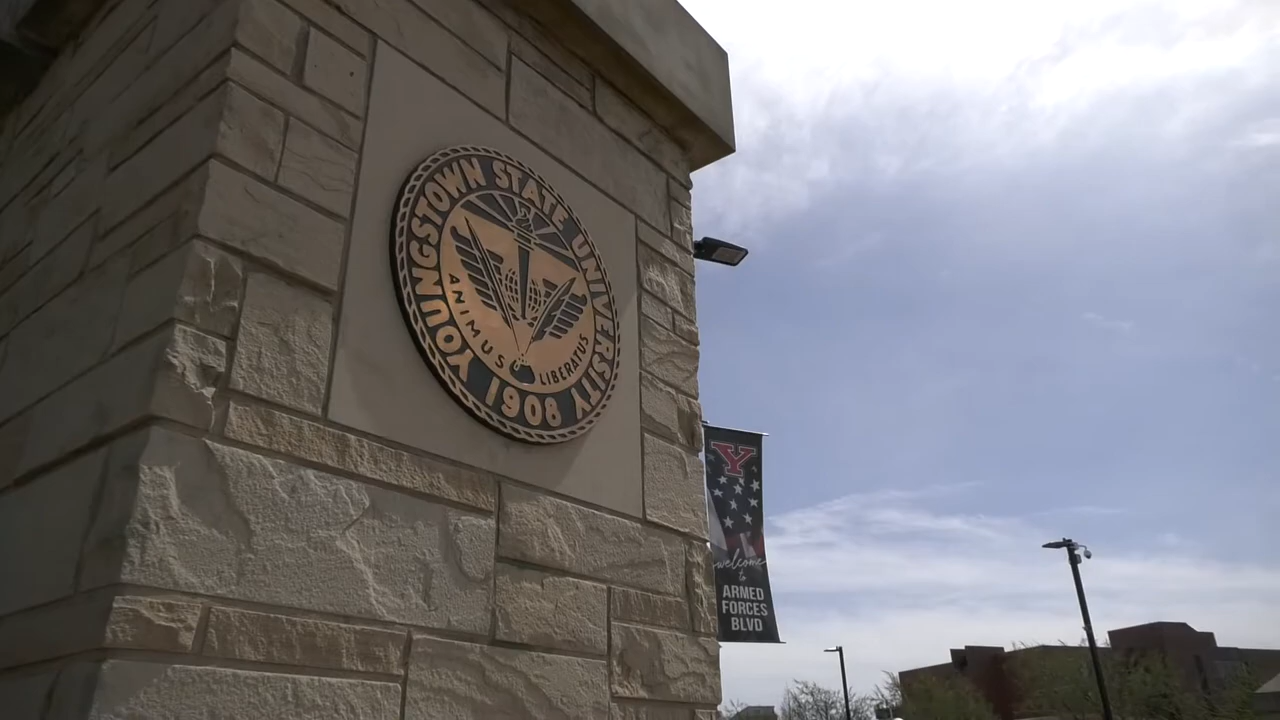 YOUNGSTOWN STATE UNIVERSITY
ANIMUS LIBERATUS
1908
Y
welcome
to
ARMED
FORCES
BLVD